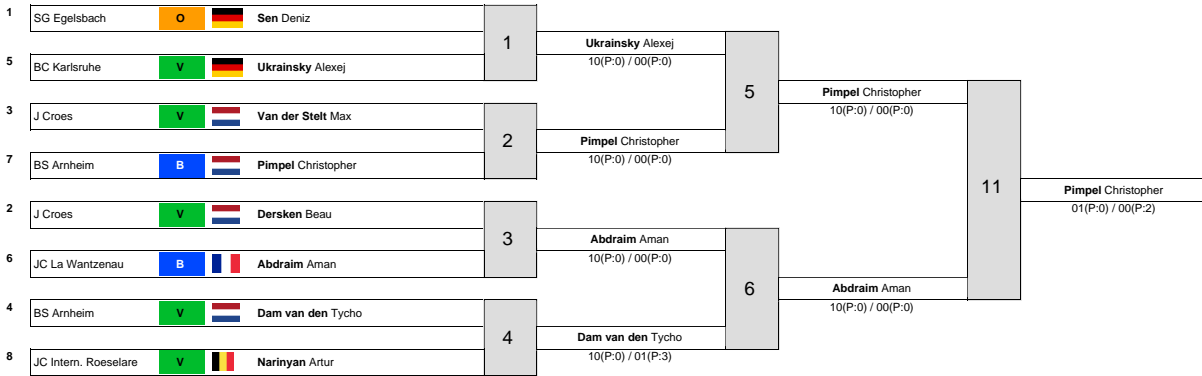 1 SG Egelsbach O Sen Deniz
1
Ukrainsky Alexej
10(P:0) / 00(P:0)
5 BC Karlsruhe V Ukrainsky Alexej
5
Pimpel Christopher
10(P:0) / 00(P:0)
3 J Croes V Van der Stelt Max
2
Pimpel Christopher
10(P:0) / 00(P:0)
7 BS Arnheim B Pimpel Christopher
11
Pimpel Christopher
01(P:0) / 00(P:2)
2 J Croes V Dersken Beau
3
Abdraim Aman
10(P:0) / 00(P:0)
6 JC La Wantzenau B Abdraim Aman
6
Abdraim Aman
10(P:0) / 00(P:0)
4 BS Arnheim V Dam van den Tycho
4
Dam van den Tycho
10(P:0) / 01(P:3)
8 JC Intern. Roeselare V Narinyan Artur